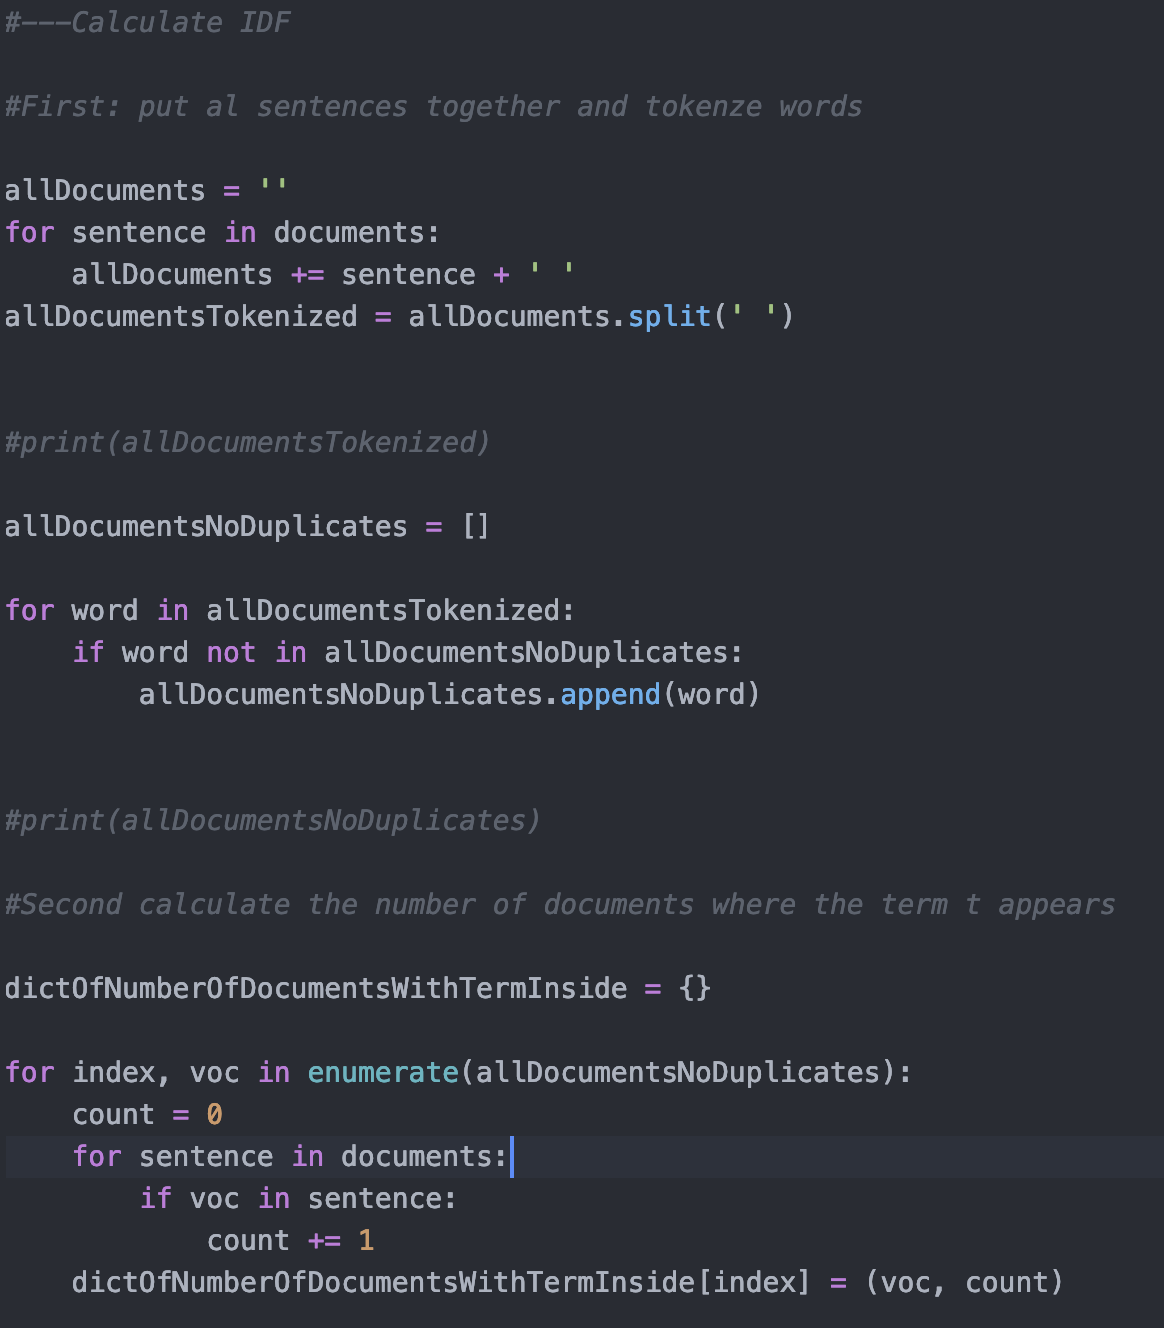 #---Calculate IDF
#First: put al sentences together and tokenze words
allDocuments = ''
for sentence in documents:
    allDocuments += sentence + ' '
allDocumentsTokenized = allDocuments.split(' ')
#print(allDocumentsTokenized)
allDocumentsNoDuplicates = []
for word in allDocumentsTokenized:
    if word not in allDocumentsNoDuplicates:
        allDocumentsNoDuplicates.append(word)
#print(allDocumentsNoDuplicates)
#Second calculate the number of documents where the term t appears
dictOfNumberOfDocumentsWithTermInside = {}
for index, voc in enumerate(allDocumentsNoDuplicates):
    count = 0
    for sentence in documents:
        if voc in sentence:
            count += 1
    dictOfNumberOfDocumentsWithTermInside[index] = (voc, count)